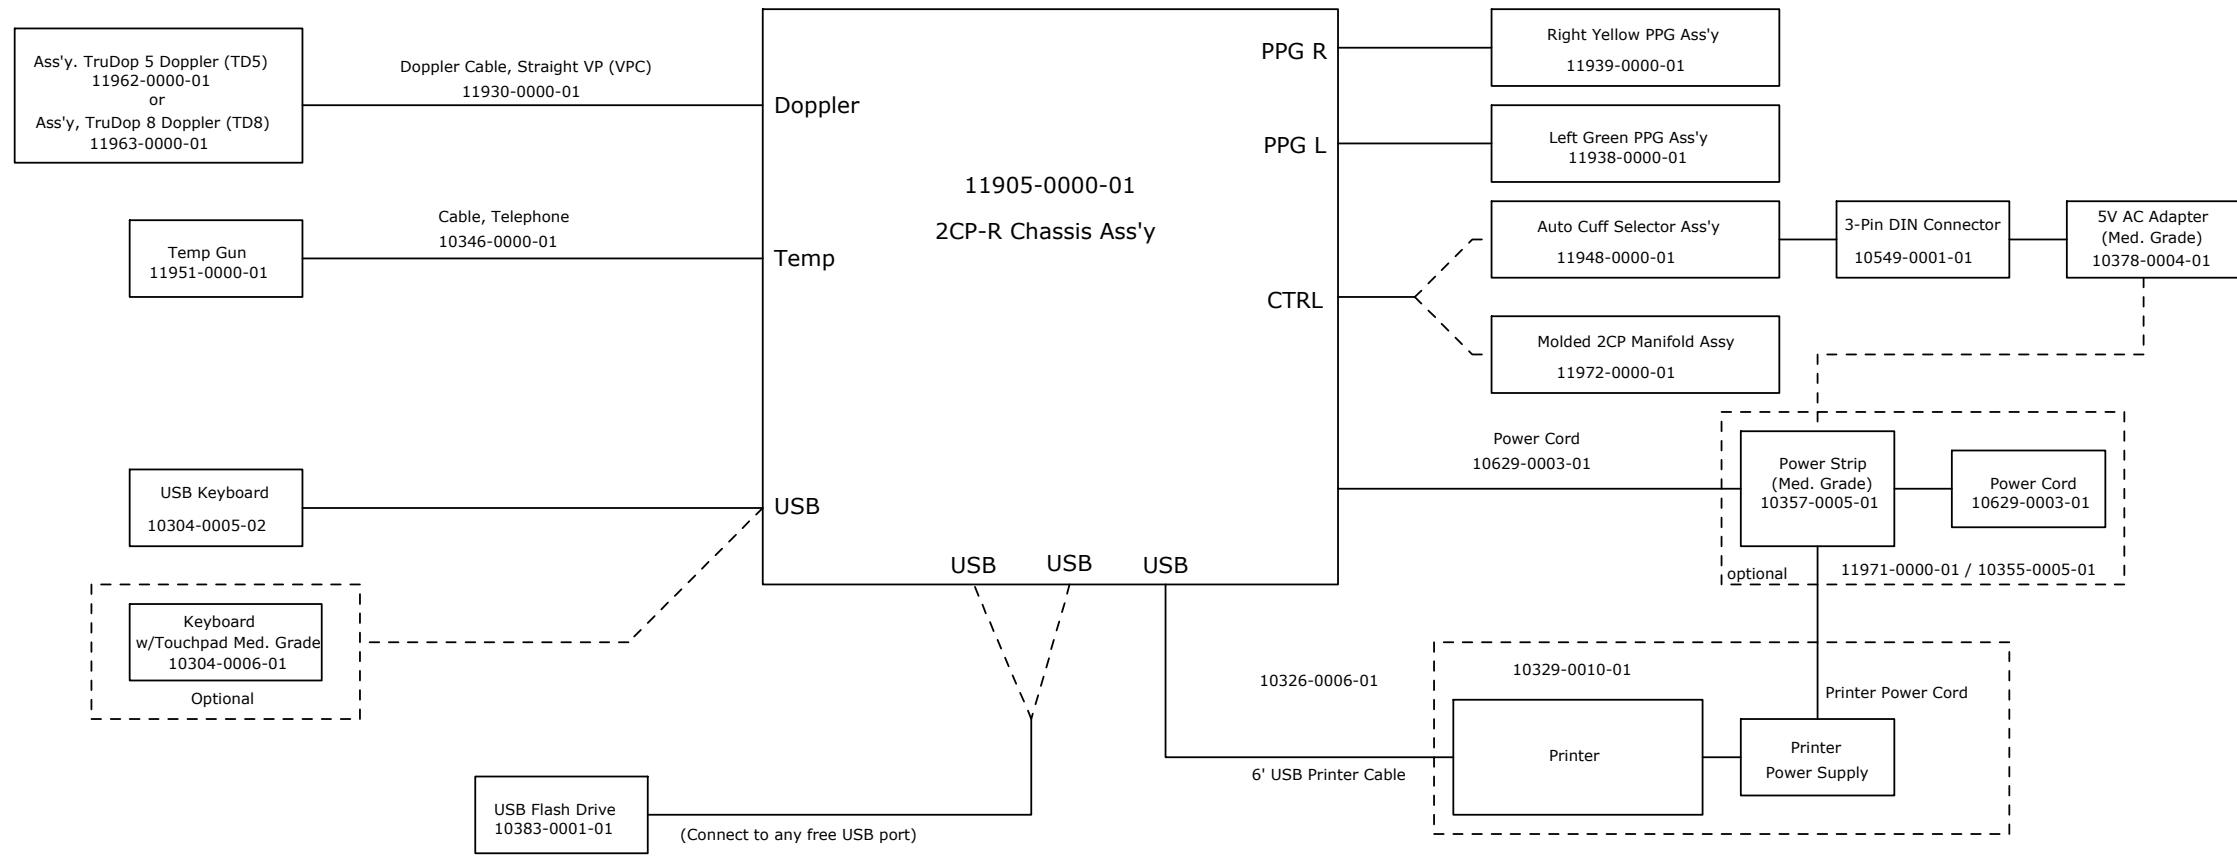 Ass'y. TruDop 5 Doppler (TD5)
11962-0000-01
or
Ass'y, TruDop 8 Doppler (TD8)
11963-0000-01
Doppler Cable, Straight VP (VPC)
11930-0000-01
Doppler
Temp Gun
11951-0000-01
Cable, Telephone
10346-0000-01
Temp
USB Keyboard
10304-0005-02
USB
Keyboard
w/Touchpad Med. Grade
10304-0006-01
Optional
11905-0000-01
2CP-R Chassis Ass'y
USB
USB
USB
USB Flash Drive
10383-0001-01
(Connect to any free USB port)
PPG R
Right Yellow PPG Ass'y
11939-0000-01
PPG L
Left Green PPG Ass'y
11938-0000-01
CTRL
Auto Cuff Selector Ass'y
11948-0000-01
3-Pin DIN Connector
10549-0001-01
5V AC Adapter
(Med. Grade)
10378-0004-01
Molded 2CP Manifold Assy
11972-0000-01
Power Cord
10629-0003-01
Power Strip
(Med. Grade)
10357-0005-01
Power Cord
10629-0003-01
optional
11971-0000-01 / 10355-0005-01
10326-0006-01
6' USB Printer Cable
10329-0010-01
Printer
Printer Power Cord
Printer
Power Supply